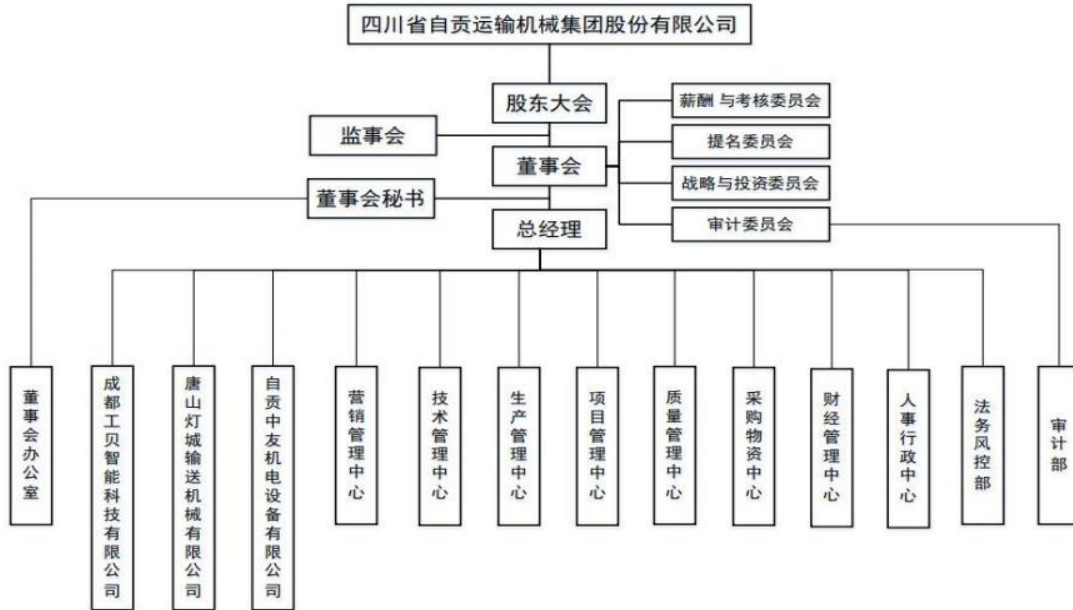 四川省自贡运输机械集团股份有限公司
股东大会
薪酬 与考核委员会
监事会
提名委员会
董事会
战略与投资委员会
董事会秘书
总经理
审计委员会
董事会办公室
成都工贝智能科技有限公司
唐山灯城输送机械有限公司
自贡中友机电设备有限公司
营销管理中心
技术管理中心
生产管理中心
项目管理中心
质量管理中心
采购物资中心
财经管理中心
人事行政中心
法务风控部
审计部